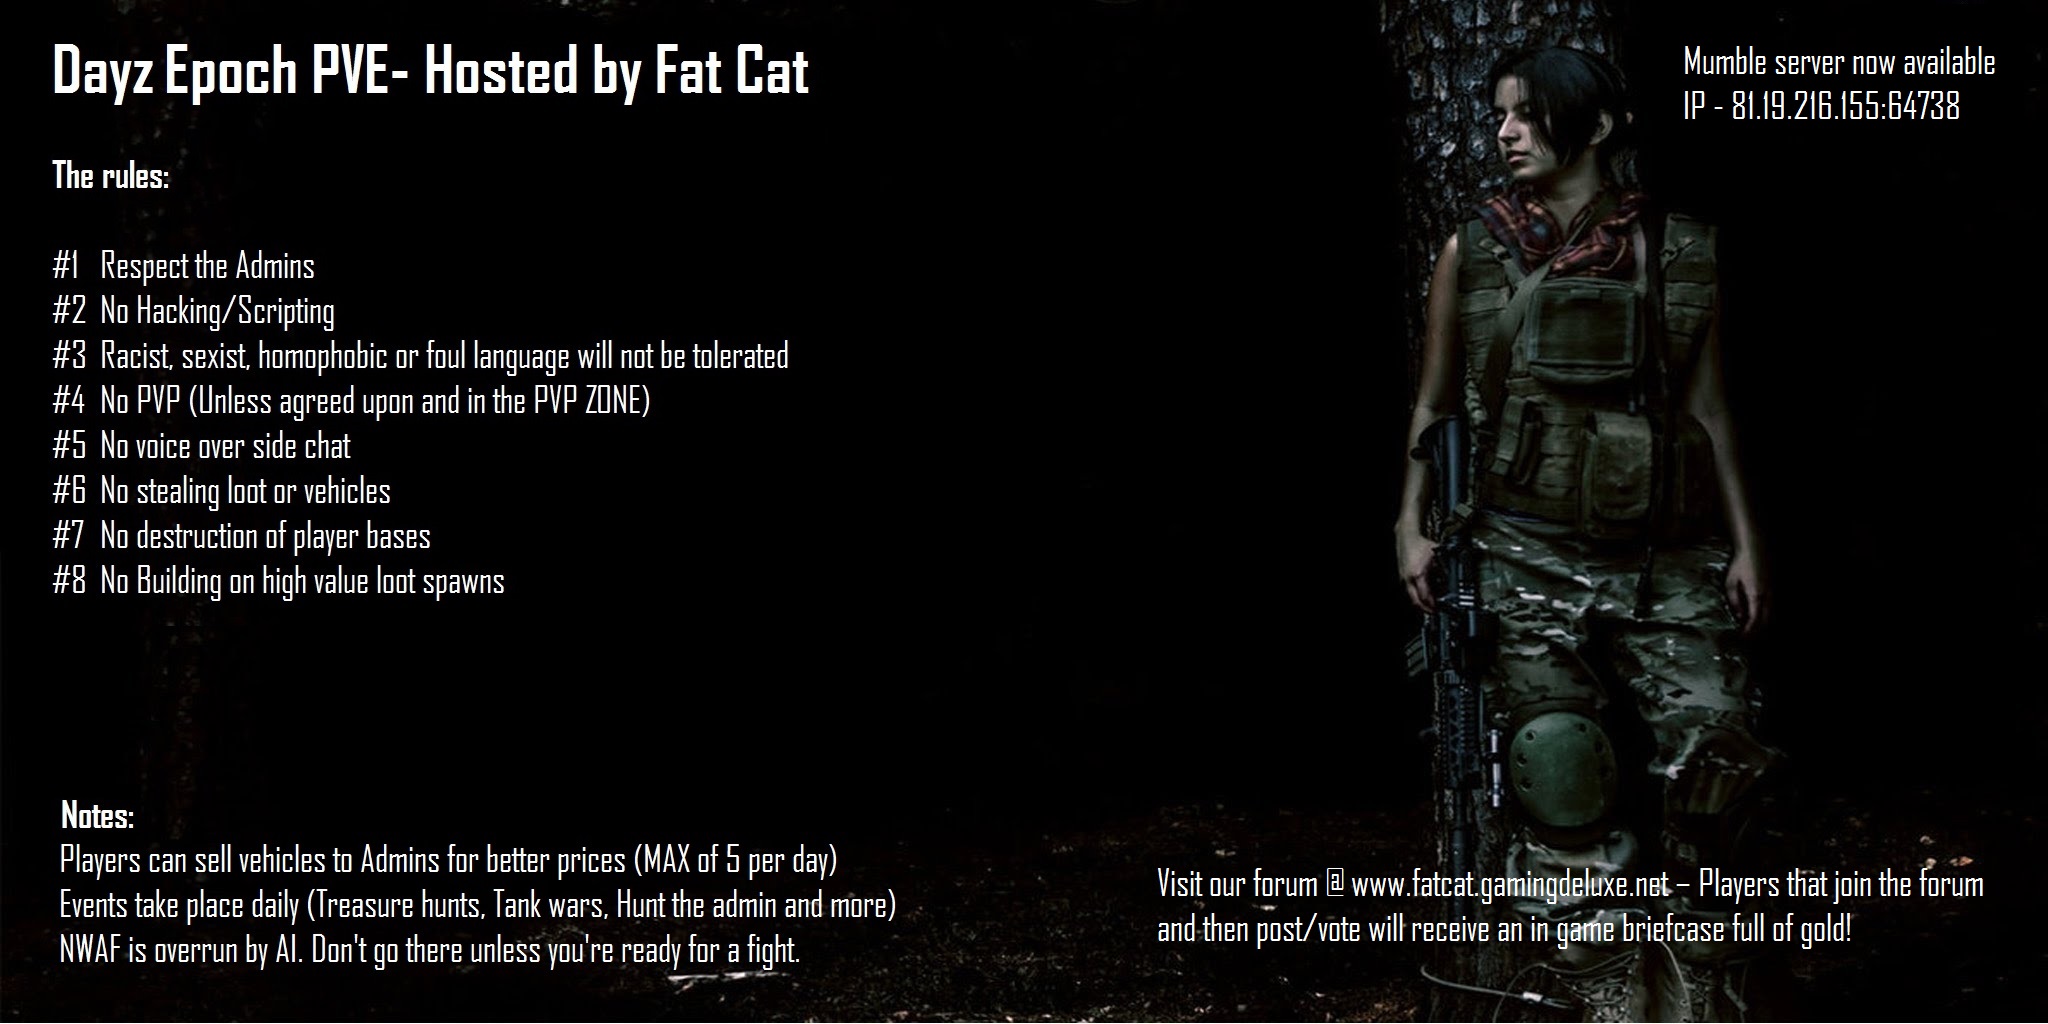 Dayz Epoch PVE- Hosted by Fat Cat
Mumble server now available
IP - 81.19.216.155:64738
The rules:
#1 Respect the Admins
#2 No Hacking/Scripting
#3 Racist, sexist, homophobic or foul language will not be tolerated
#4 No PVP (Unless agreed upon and in the PVP ZONE)
#5 No voice over side chat
#6 No stealing loot or vehicles
#7 No destruction of player bases
#8 No Building on high value loot spawns
Notes:
Players can sell vehicles to Admins for better prices (MAX of 5 per day)
Events take place daily (Treasure hunts, Tank wars, Hunt the admin and more)
NWAF is overrun by AI. Don't go there unless you're ready for a fight.
Visit our forum @ www.fatcat.gamingdeluxe.net – Players that join the forum
and then post/vote will receive an in game briefcase full of gold!